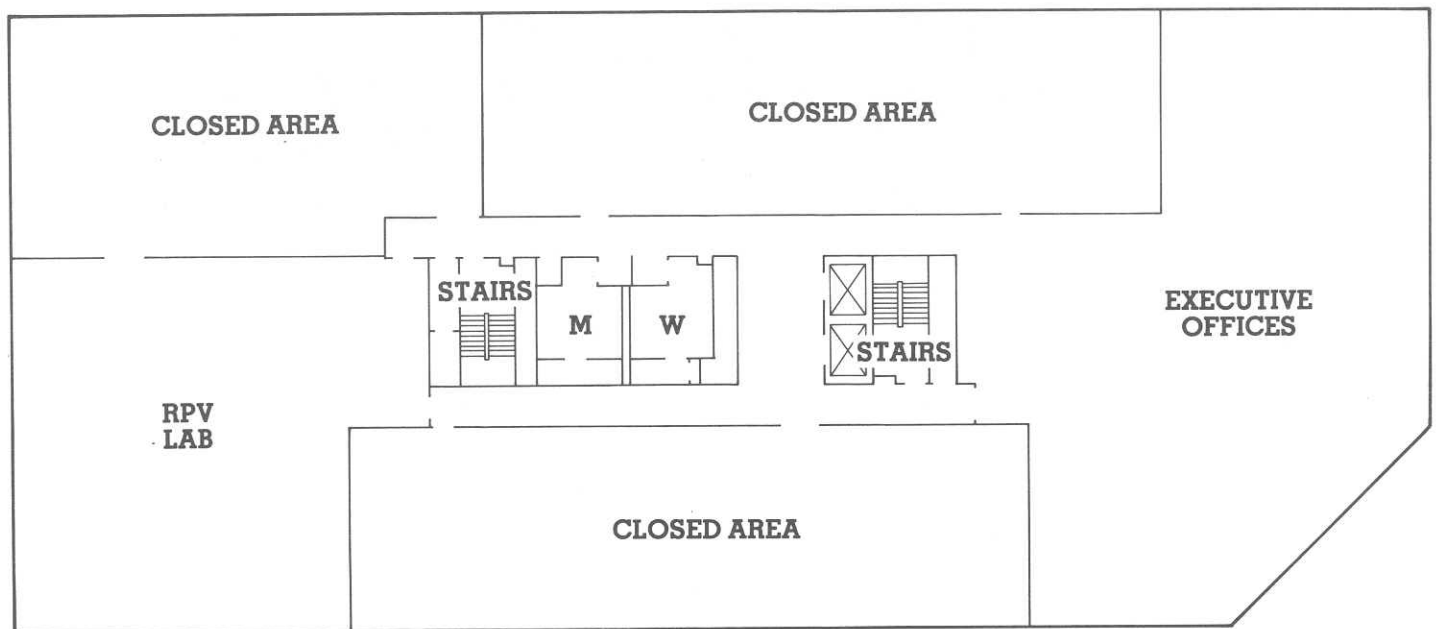 CLOSED AREA
CLOSED AREA
STAIRS
M
W
STAIRS
EXECUTIVE
OFFICES
RPV
LAB
CLOSED AREA